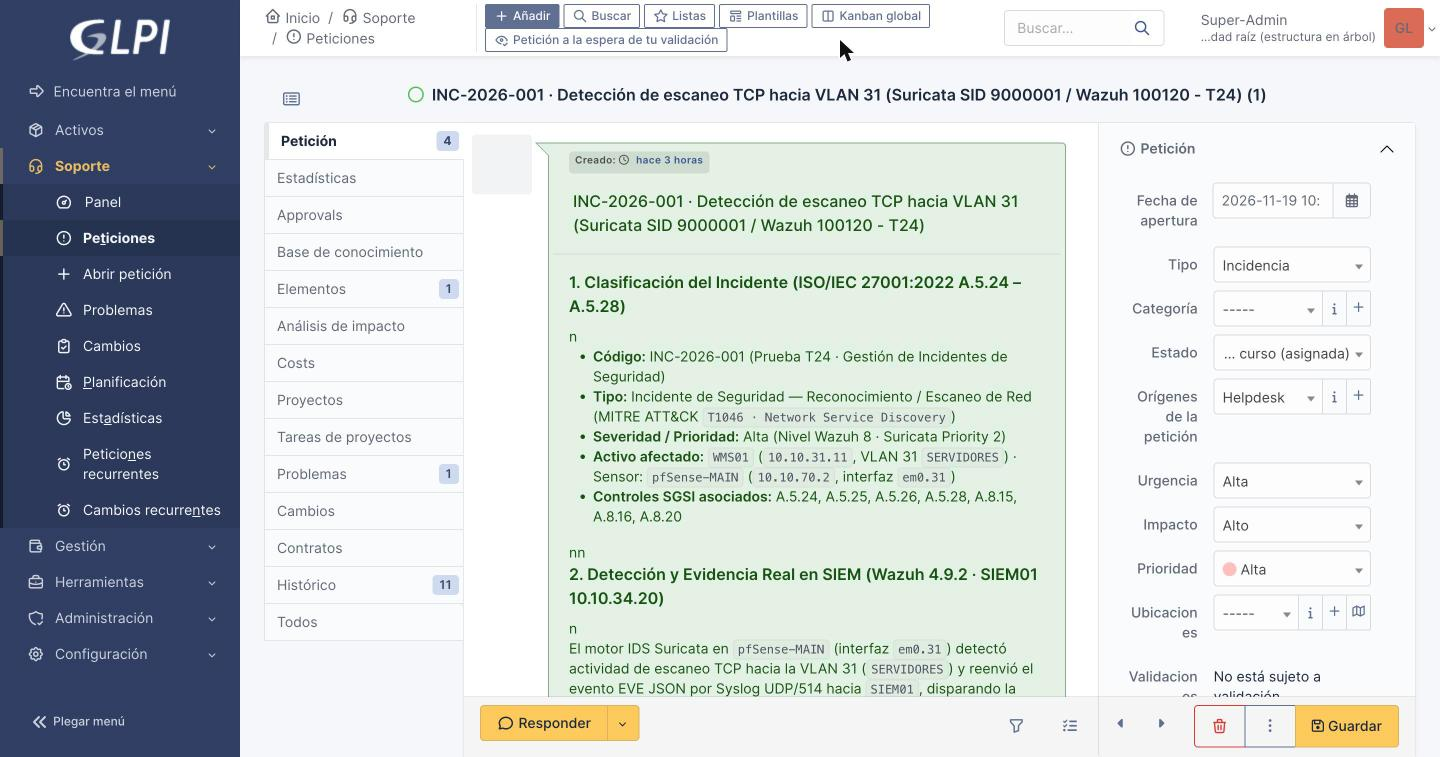 GLPI
Encuentra el menú
Activos
Soporte
Panel
Peticiones
Abrir petición
Problemas
Cambios
Planificación
Estadísticas
Peticiones
recurrentes
Cambios recurrentes
Gestión
Herramientas
Administración
Configuración
Plegar menú
Inicio / Soporte
/ Peticiones
Añadir Buscar Listas Plantillas Kanban global
Petición a la espera de tu validación
Buscar...
Super-Admin
...dad raíz (estructura en árbol)
GL
INC-2026-001 · Detección de escaneo TCP hacia VLAN 31 (Suricata SID 9000001 / Wazuh 100120 - T24) (1)
Petición 4
Estadísticas
Approvals
Base de conocimiento
Elementos 1
Análisis de impacto
Costs
Proyectos
Tareas de proyectos
Problemas 1
Cambios
Contratos
Histórico 11
Todos
Creado: hace 3 horas
INC-2026-001 · Detección de escaneo TCP hacia VLAN 31
(Suricata SID 9000001 / Wazuh 100120 - T24)
1. Clasificación del Incidente (ISO/IEC 27001:2022 A.5.24 –
A.5.28)
n
• Código: INC-2026-001 (Prueba T24 · Gestión de Incidentes de
Seguridad)
• Tipo: Incidente de Seguridad — Reconocimiento / Escaneo de Red
(MITRE ATT&CK T1046 · Network Service Discovery )
• Severidad / Prioridad: Alta (Nivel Wazuh 8 · Suricata Priority 2)
• Activo afectado: WMS01 ( 10.10.31.11 , VLAN 31 SERVIDORES ) ·
Sensor: pfSense-MAIN ( 10.10.70.2 , interfaz em0.31 )
• Controles SGSI asociados: A.5.24, A.5.25, A.5.26, A.5.28, A.8.15,
A.8.16, A.8.20
nn
2. Detección y Evidencia Real en SIEM (Wazuh 4.9.2 · SIEM01
10.10.34.20)
n
El motor IDS Suricata en pfSense-MAIN (interfaz em0.31 ) detectó
actividad de escaneo TCP hacia la VLAN 31 ( SERVIDORES ) y reenvió el
evento EVE JSON por Syslog UDP/514 hacia SIEM01 , disparando la
Responder
Petición
Fecha de
apertura
2026-11-19 10:
Tipo
Incidencia
Categoría
-----
Estado
... curso (asignada)
Orígenes
de la
petición
Helpdesk
Urgencia
Alta
Impacto
Alto
Prioridad
Alta
Ubicacion
es
-----
Validacion
es
No está sujeto a
validación
Guardar